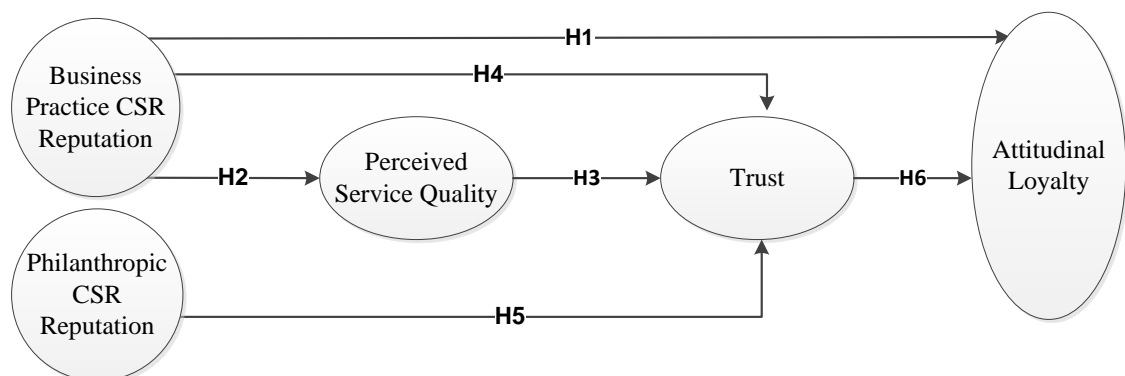 H1
Business
Practice CSR
Reputation
H4
H2
Perceived
Service Quality
H3
Trust
H6
Attitudinal
Loyalty
Philanthropic
CSR
Reputation
H5